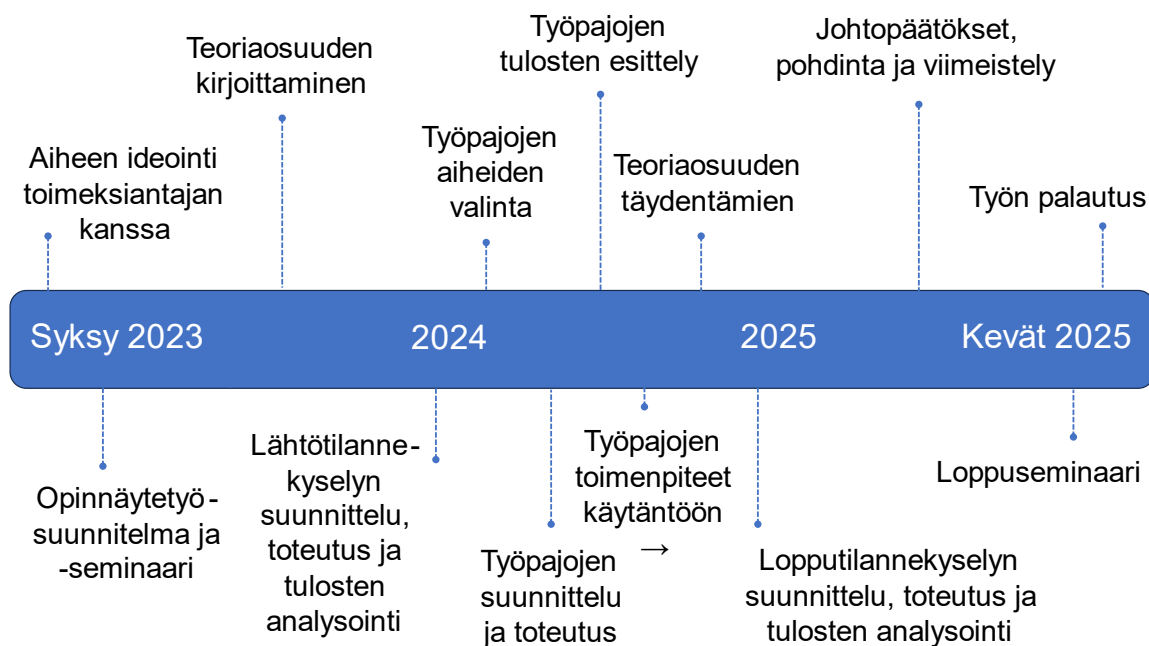 Teoriaosuuden
kirjoittaminen
Työpajojen
tulosten esittely
Johtopäätökset,
pohdinta ja viimeistely
Aiheen ideointi
toimeksiantajan
kanssa
Työpajojen
aiheiden
valinta
Teoriaosuuden
täydentämien
Työn palautus
Syksy 2023
2024
2025
Kevät 2025
Opinnäytetyö-
suunnitelma ja
-seminaari
Lähtötilanne-
kyselyn
suunnittelu,
toteutus ja
tulosten
analysointi
Työpajojen
suunnittelu
ja toteutus
Työpajojen
toimenpiteet
käytäntöön
→
Lopputilannekyselyn
suunnittelu, toteutus ja
tulosten analysointi
Loppuseminaari